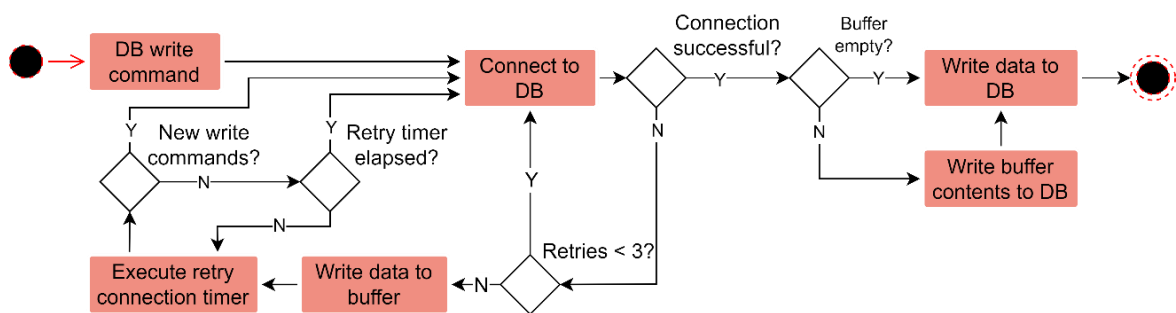 DB write
command
Connect to
DB
Connection
successful?
Buffer
empty?
Y
Y
Write data to
DB
Y
New write
commands?
N
Y
Retry timer
elapsed?
N
Y
N
N
Write buffer
contents to DB
Retries < 3?
N
Write data to
buffer
Execute retry
connection timer